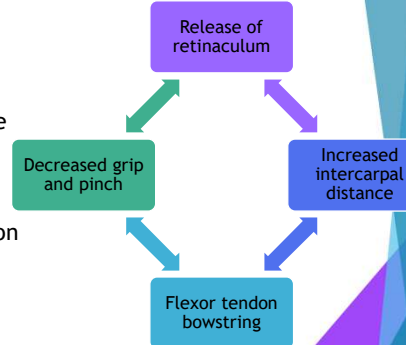 Release of
retinaculum
Decreased grip
and pinch
Increased
intercarpal
distance
Flexor tendon
bowstring